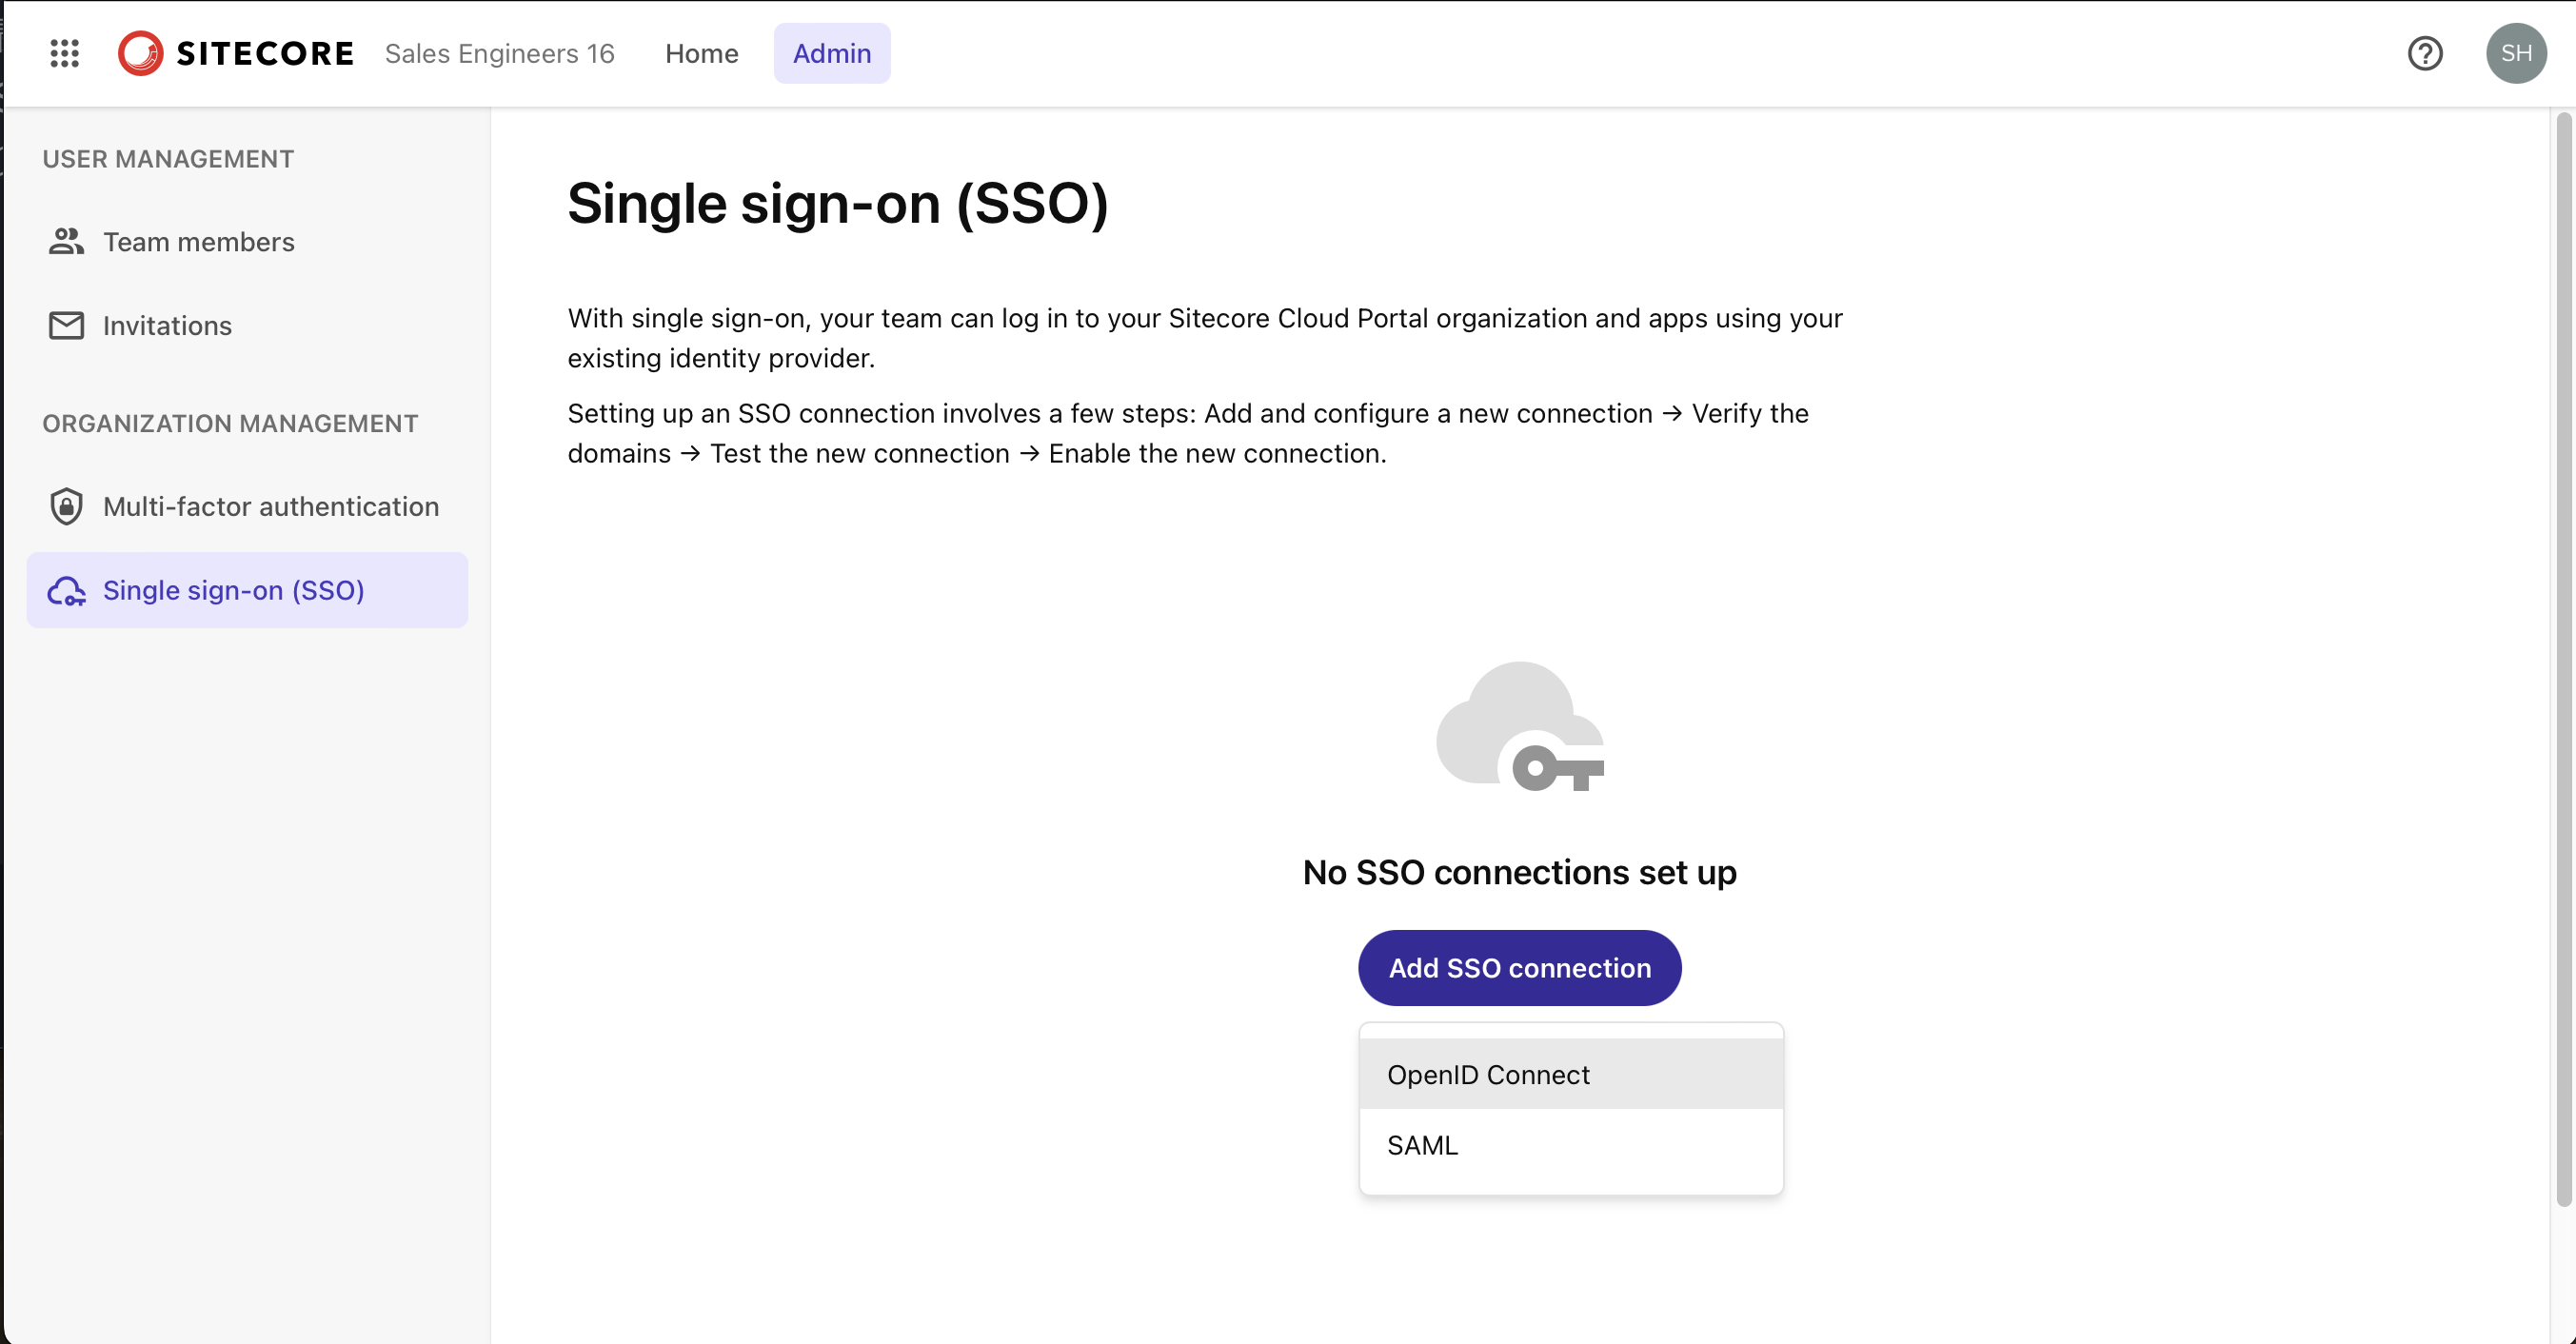 SITECORE Sales Engineers 16 Home Admin SH
USER MANAGEMENT
Team members
Invitations
ORGANIZATION MANAGEMENT
Multi-factor authentication
Single sign-on (SSO)
Single sign-on (SSO)
With single sign-on, your team can log in to your Sitecore Cloud Portal organization and apps using your
existing identity provider.
Setting up an SSO connection involves a few steps: Add and configure a new connection → Verify the
domains → Test the new connection → Enable the new connection.
No SSO connections set up
Add SSO connection
OpenID Connect
SAML